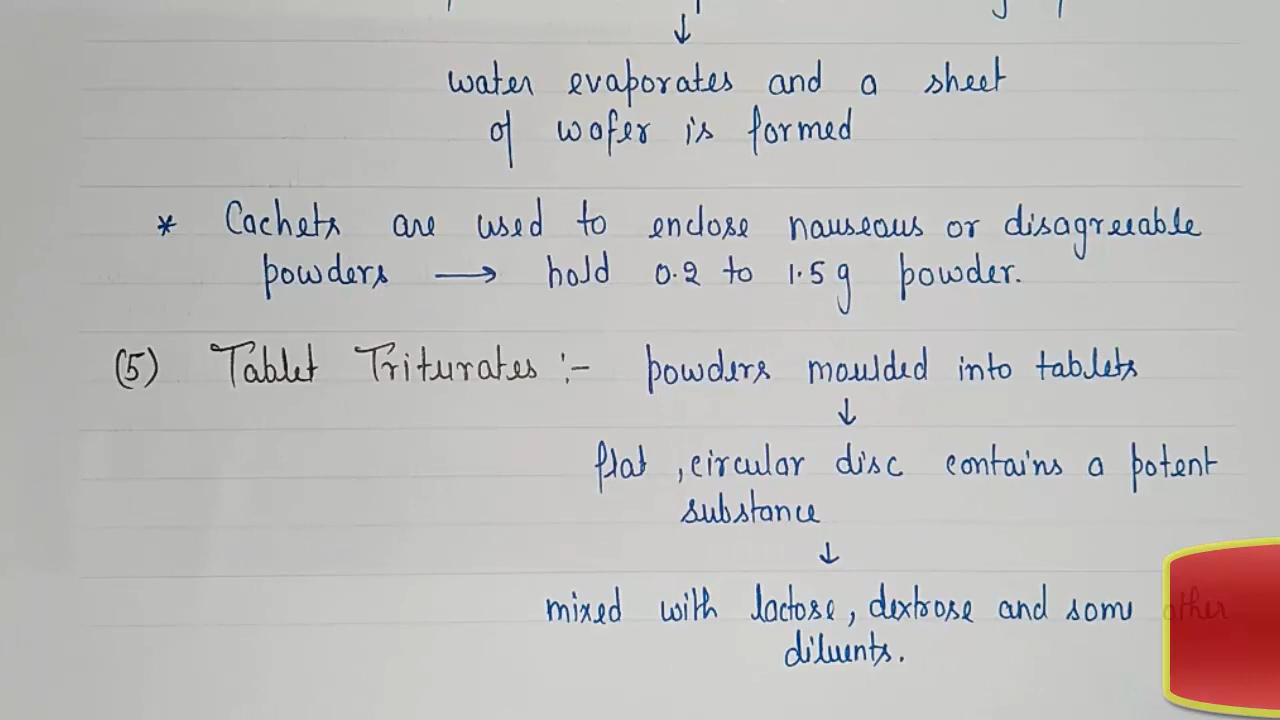 ↓
water evaporates and a sheet
of wafer is formed
* Cachets are used to enclose nauseous or disagreeable
powders → hold 0.2 to 1.5g powder.
(5) Tablet Triturates :- powders moulded into tablets
↓
flat, circular disc contains a potent
substance
↓
mixed with lactose, dextrose and some other
diluents.